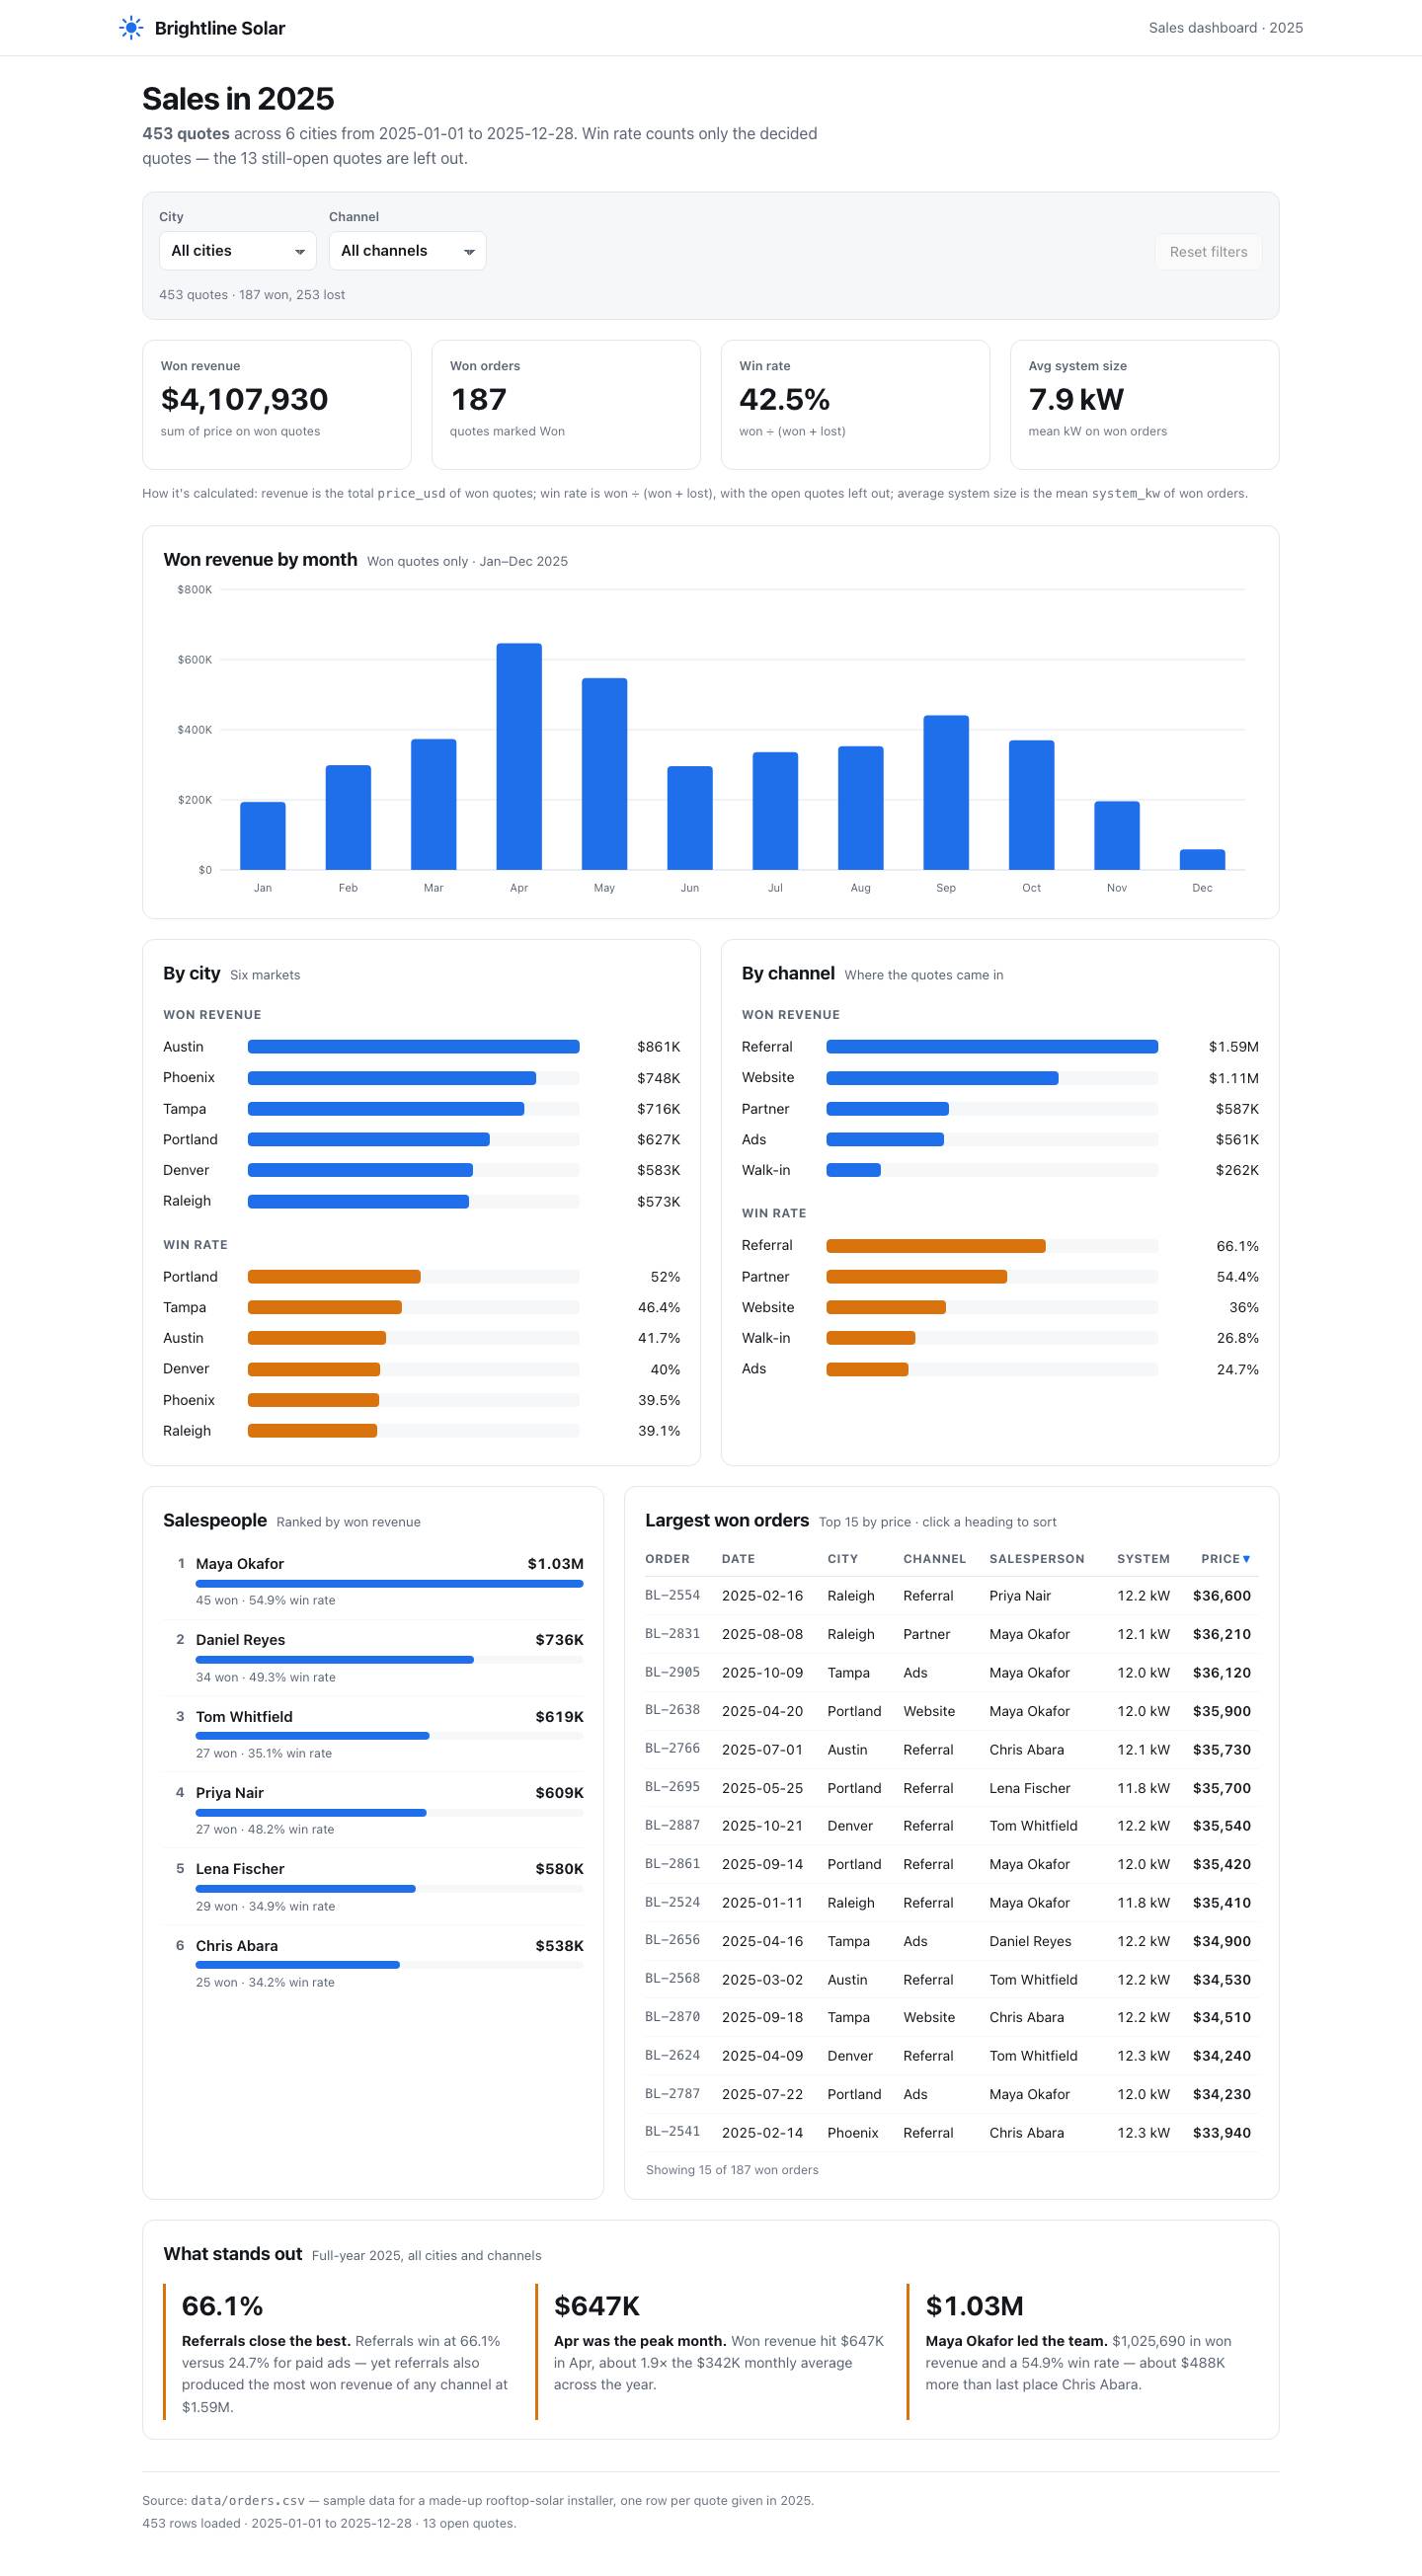 Brightline Solar
Sales dashboard · 2025
Sales in 2025
453 quotes across 6 cities from 2025-01-01 to 2025-12-28. Win rate counts only the decided
quotes — the 13 still-open quotes are left out.
City
Channel
All cities
All channels
Reset filters
453 quotes · 187 won, 253 lost
Won revenue
$4,107,930
sum of price on won quotes
Won orders
187
quotes marked Won
Win rate
42.5%
won ÷ (won + lost)
Avg system size
7.9 kW
mean kW on won orders
How it's calculated: revenue is the total price_usd of won quotes; win rate is won ÷ (won + lost), with the open quotes left out; average system size is the mean system_kw of won orders.
Won revenue by month Won quotes only · Jan–Dec 2025
$800K
$600K
$400K
$200K
$0
Jan Feb Mar Apr May Jun Jul Aug Sep Oct Nov Dec
By city Six markets
WON REVENUE
Austin $861K
Phoenix $748K
Tampa $716K
Portland $627K
Denver $583K
Raleigh $573K
WIN RATE
Portland 52%
Tampa 46.4%
Austin 41.7%
Denver 40%
Phoenix 39.5%
Raleigh 39.1%
By channel Where the quotes came in
WON REVENUE
Referral $1.59M
Website $1.11M
Partner $587K
Ads $561K
Walk-in $262K
WIN RATE
Referral 66.1%
Partner 54.4%
Website 36%
Walk-in 26.8%
Ads 24.7%
Salespeople Ranked by won revenue
1 Maya Okafor $1.03M
45 won · 54.9% win rate
2 Daniel Reyes $736K
34 won · 49.3% win rate
3 Tom Whitfield $619K
27 won · 35.1% win rate
4 Priya Nair $609K
27 won · 48.2% win rate
5 Lena Fischer $580K
29 won · 34.9% win rate
6 Chris Abara $538K
25 won · 34.2% win rate
Largest won orders Top 15 by price · click a heading to sort
ORDER DATE CITY CHANNEL SALESPERSON SYSTEM PRICE▼
BL-2554 2025-02-16 Raleigh Referral Priya Nair 12.2 kW $36,600
BL-2831 2025-08-08 Raleigh Partner Maya Okafor 12.1 kW $36,210
BL-2905 2025-10-09 Tampa Ads Maya Okafor 12.0 kW $36,120
BL-2638 2025-04-20 Portland Website Maya Okafor 12.0 kW $35,900
BL-2766 2025-07-01 Austin Referral Chris Abara 12.1 kW $35,730
BL-2695 2025-05-25 Portland Referral Lena Fischer 11.8 kW $35,700
BL-2887 2025-10-21 Denver Referral Tom Whitfield 12.2 kW $35,540
BL-2861 2025-09-14 Portland Referral Maya Okafor 12.0 kW $35,420
BL-2524 2025-01-11 Raleigh Referral Maya Okafor 11.8 kW $35,410
BL-2656 2025-04-16 Tampa Ads Daniel Reyes 12.2 kW $34,900
BL-2568 2025-03-02 Austin Referral Tom Whitfield 12.2 kW $34,530
BL-2870 2025-09-18 Tampa Website Chris Abara 12.2 kW $34,510
BL-2624 2025-04-09 Denver Referral Tom Whitfield 12.3 kW $34,240
BL-2787 2025-07-22 Portland Ads Maya Okafor 12.0 kW $34,230
BL-2541 2025-02-14 Phoenix Referral Chris Abara 12.3 kW $33,940
Showing 15 of 187 won orders
What stands out Full-year 2025, all cities and channels
66.1%
Referrals close the best. Referrals win at 66.1%
versus 24.7% for paid ads — yet referrals also
produced the most won revenue of any channel at
$1.59M.
$647K
Apr was the peak month. Won revenue hit $647K
in Apr, about 1.9× the $342K monthly average
across the year.
$1.03M
Maya Okafor led the team. $1,025,690 in won
revenue and a 54.9% win rate — about $488K
more than last place Chris Abara.
Source: data/orders.csv — sample data for a made-up rooftop-solar installer, one row per quote given in 2025.
453 rows loaded · 2025-01-01 to 2025-12-28 · 13 open quotes.